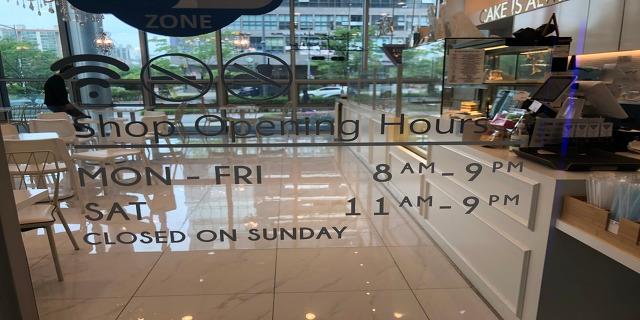 ZONE
CAKE IS
Shop Opening Hours
MON - FRI 8 AM - 9 PM
SAT 11 AM - 9 PM
CLOSED ON SUNDAY